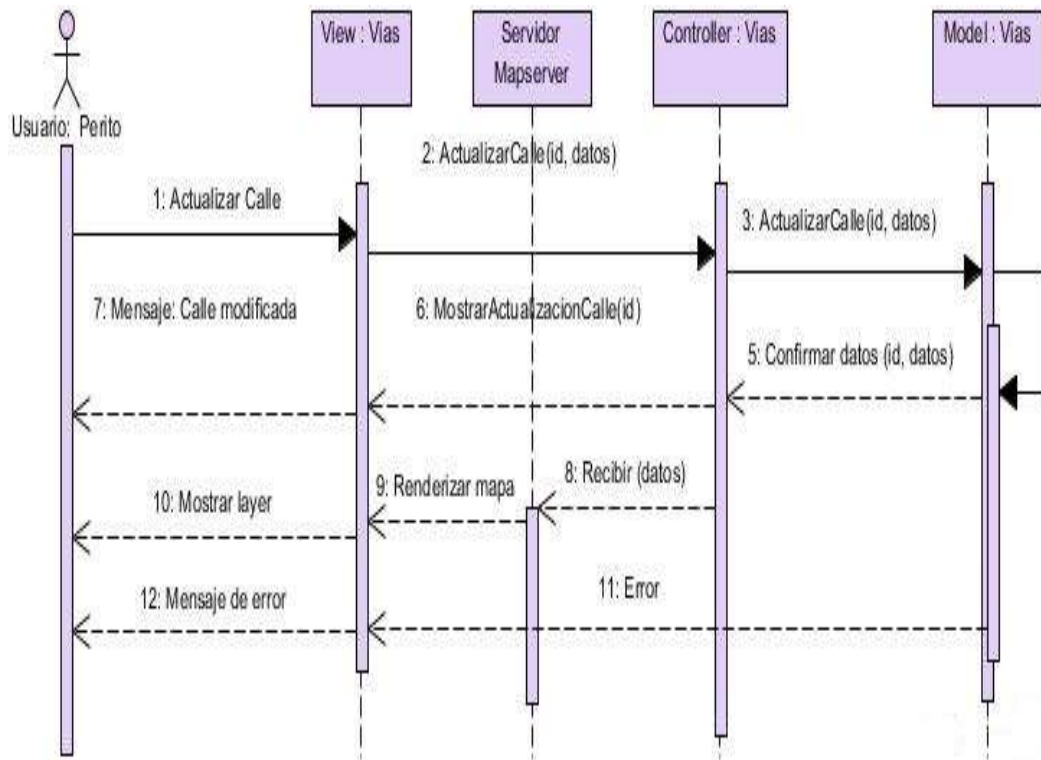 View : Vias
Servidor
Mapserver
Controller : Vias
Model : Vias
Usuario: Perito
2: ActualizarCalle(id, datos)
1: Actualizar Calle
3: ActualizarCalle(id, datos)
7: Mensaje: Calle modificada
6: MostrarActualizacionCalle(id)
5: Confirmar datos (id, datos)
9: Renderizar mapa
8: Recibir (datos)
10: Mostrar layer
11: Error
12: Mensaje de error